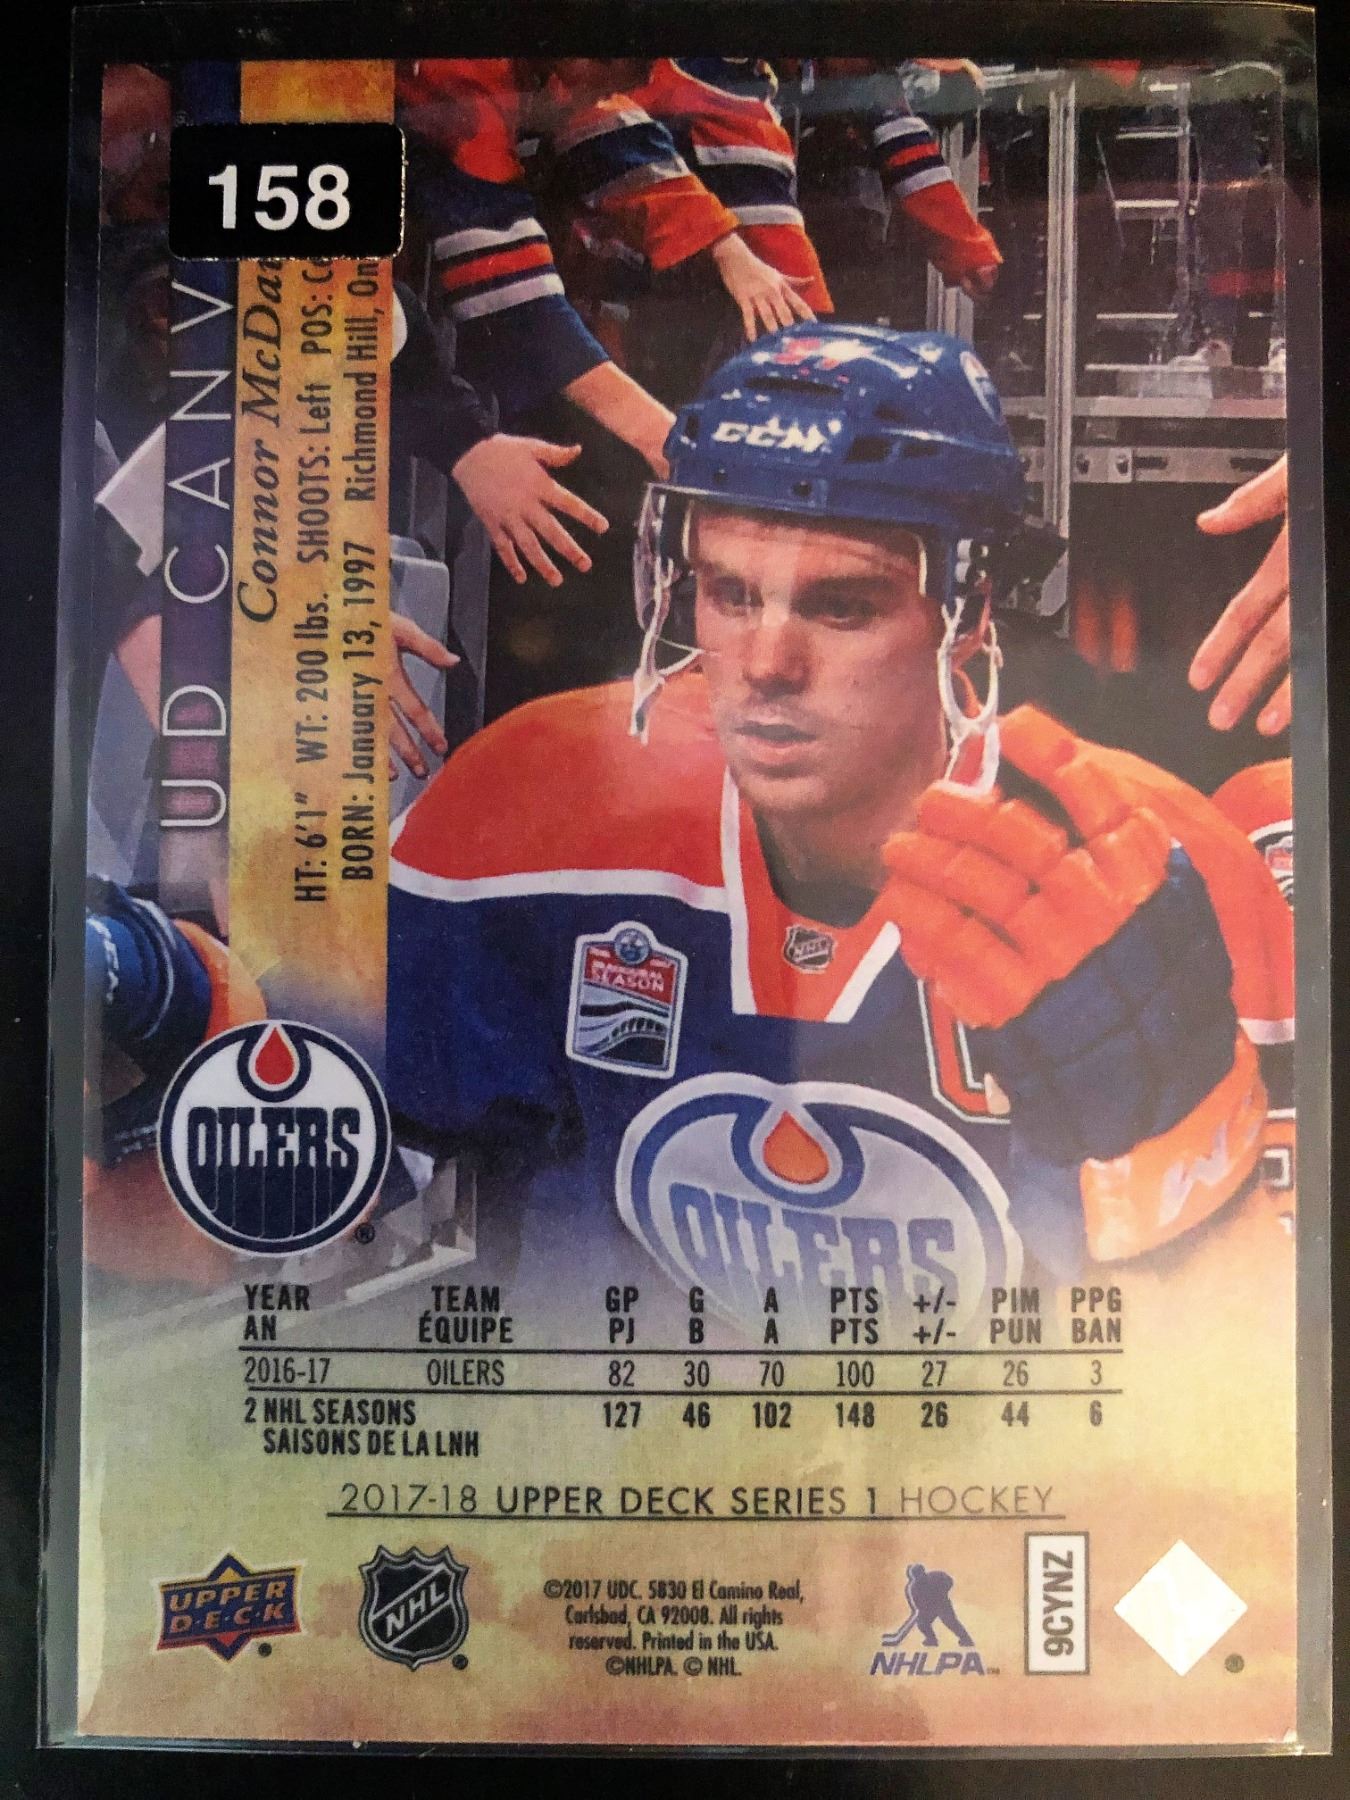 158
UD CANV
Connor McDa
HT: 6'1" WT: 200 lbs. SHOOTS: Left POS: C
BORN: January 13, 1997 Richmond Hill, On
CCM
NHL
INAUGURAL
SEASON
C
OILERS
OILERS
®
YEAR TEAM GP G A PTS +/- PIM PPG
AN ÉQUIPE PJ B A PTS +/- PUN BAN
2016-17 OILERS 82 30 70 100 27 26 3
2 NHL SEASONS 127 46 102 148 26 44 6
SAISONS DE LA LNH
2017-18 UPPER DECK SERIES 1 HOCKEY
UPPER
D·E·C·K
NHL
©2017 UDC. 5830 El Camino Real,
Carlsbad, CA 92008. All rights
reserved. Printed in the USA.
©NHLPA. © NHL.
NHLPA™
9CYNZ